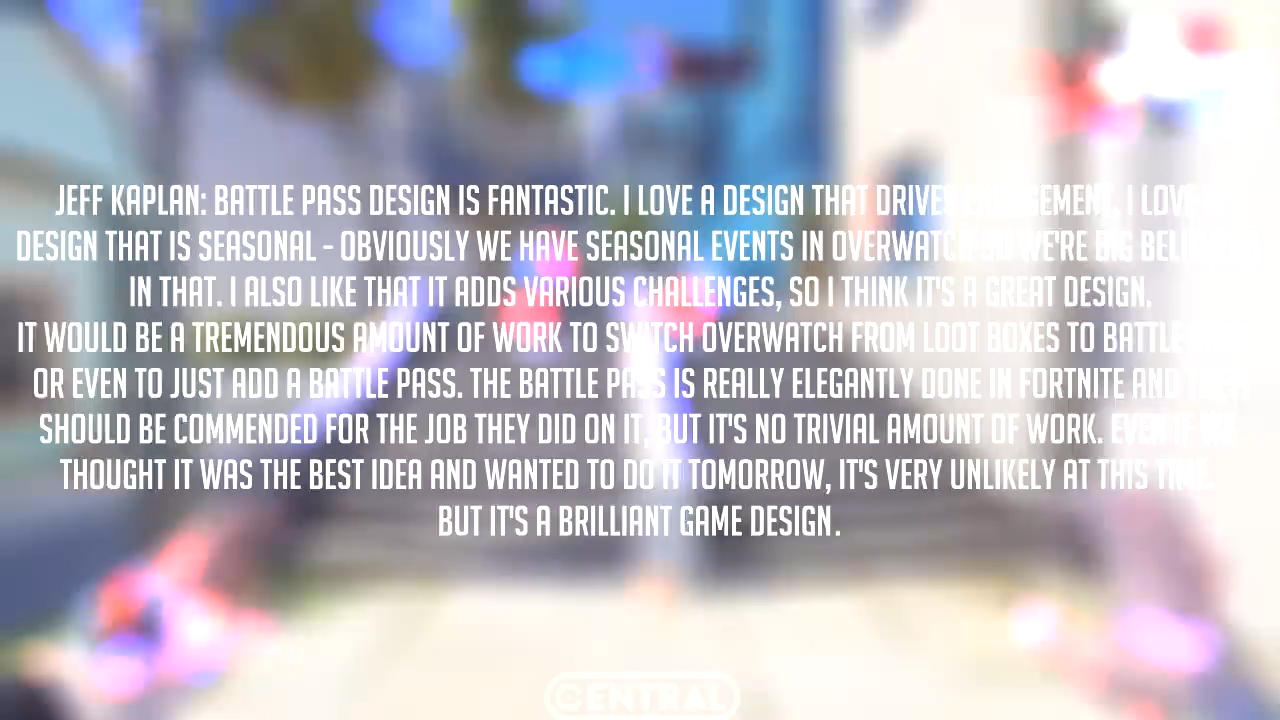 JEFF KAPLAN: BATTLE PASS DESIGN IS FANTASTIC. I LOVE A DESIGN THAT DRIVES ENGAGEMENT, I LOVE
DESIGN THAT IS SEASONAL - OBVIOUSLY WE HAVE SEASONAL EVENTS IN OVERWATCH SO WE'RE BIG
IN THAT. I ALSO LIKE THAT IT ADDS VARIOUS CHALLENGES, SO I THINK IT'S A GREAT DESIGN,
IT WOULD BE A TREMENDOUS AMOUNT OF WORK TO SWITCH OVERWATCH FROM LOOT BOXES TO BATTLE
OR EVEN TO JUST ADD A BATTLE PASS. THE BATTLE PASS IS REALLY ELEGANTLY DONE IN FORTNITE AND
SHOULD BE COMMENDED FOR THE JOB THEY DID ON IT, BUT IT'S NO TRIVIAL AMOUNT OF WORK. EVEN IF WE
THOUGHT IT WAS THE BEST IDEA AND WANTED TO DO IT TOMORROW, IT'S VERY UNLIKELY AT THIS TIME.
BUT IT'S A BRILLIANT GAME DESIGN.
CENTRAL